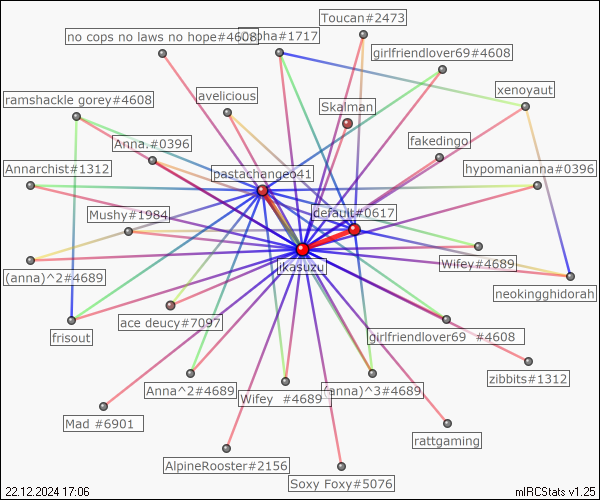 Toucan#2473
no cops no laws no hope#4608
pha#1717
girlfriendlover69#4608
xenoyaut
ramshackle gorey#4608
avelicious
Skalman
Anna.#0396
fakedingo
Annarchist#1312
pastachangeo41
hypomanianna#0396
Mushy#1984
default#0617
(anna)^2#4689
ikasuzu
Wifey#4689
neokingghidorah
frisout
ace deucy#7097
girlfriendlover69 #4608
zibbits#1312
Anna^2#4689
Wifey #4689
(anna)^3#4689
Mad #6901
rattgaming
AlpineRooster#2156
Soxy Foxy#5076
22.12.2024 17:06
mIRCStats v1.25